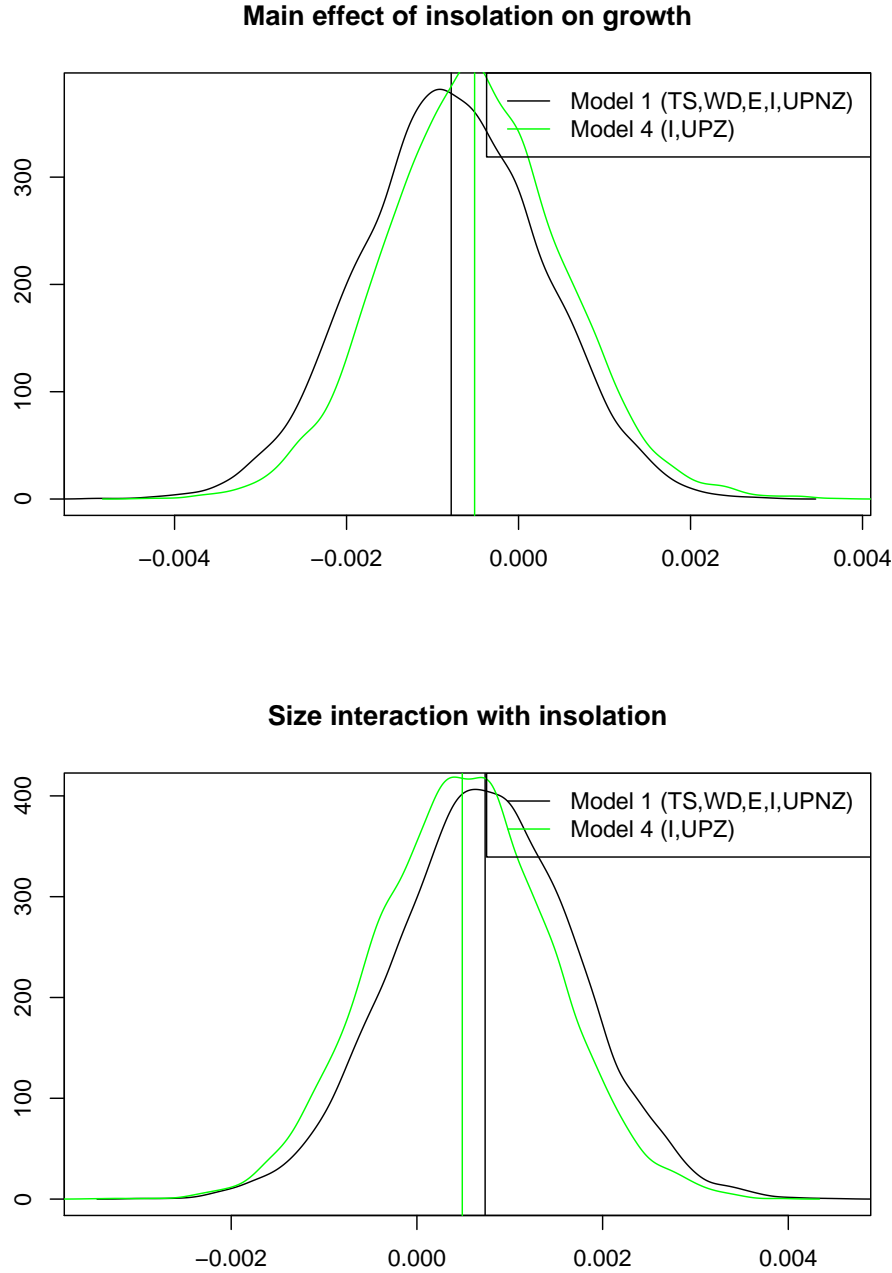 Main effect of insolation on growth
Model 1 (TS,WD,E,I,UPNZ)
Model 4 (I,UPZ)
300
200
100
0
−0.004 −0.002 0.000 0.002 0.004
Size interaction with insolation
Model 1 (TS,WD,E,I,UPNZ)
Model 4 (I,UPZ)
400
300
200
100
0
−0.002 0.000 0.002 0.004